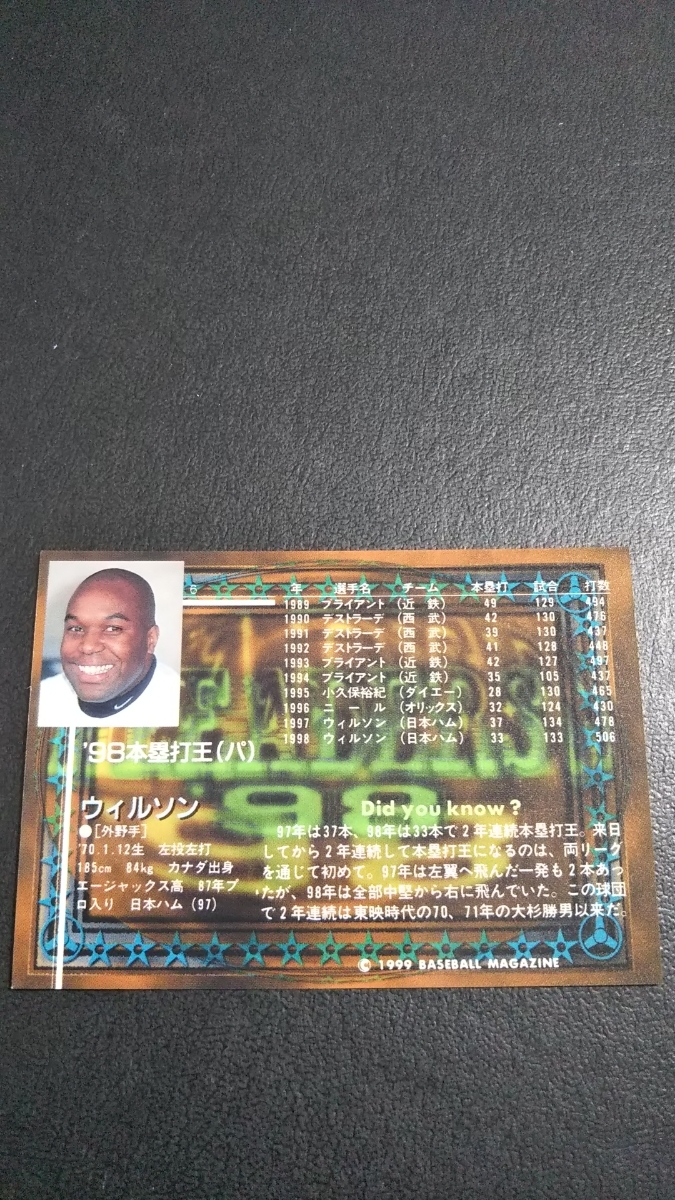 6
年 選手名 チーム 本塁打 試合 打数
1989 ブライアント (近 鉄) 49 129 494
1990 デストラーデ (西 武) 42 130 476
1991 デストラーデ (西 武) 39 130 437
1992 デストラーデ (西 武) 41 128 448
1993 ブライアント (近 鉄) 42 127 497
1994 ブライアント (近 鉄) 35 105 437
1995 小久保裕紀 (ダイエー) 28 130 465
1996 ニール (オリックス) 32 124 430
1997 ウィルソン (日本ハム) 37 134 478
1998 ウィルソン (日本ハム) 33 133 506
LEADERS
'98
'98本塁打王(パ)
ウィルソン
●[外野手]
'70.1.12生 左投左打
185cm 84kg カナダ出身
エージャックス高 87年プ
ロ入り 日本ハム(97)
Did you know?
97年は37本、98年は33本で2年連続本塁打王。来日
してから2年連続して本塁打王になるのは、両リーグ
を通じて初めて。97年は左翼へ飛んだ一発も2本あっ
たが、98年は全部中堅から右に飛んでいた。この球団
で2年連続は東映時代の70、71年の大杉勝男以来だ。
© 1999 BASEBALL MAGAZINE